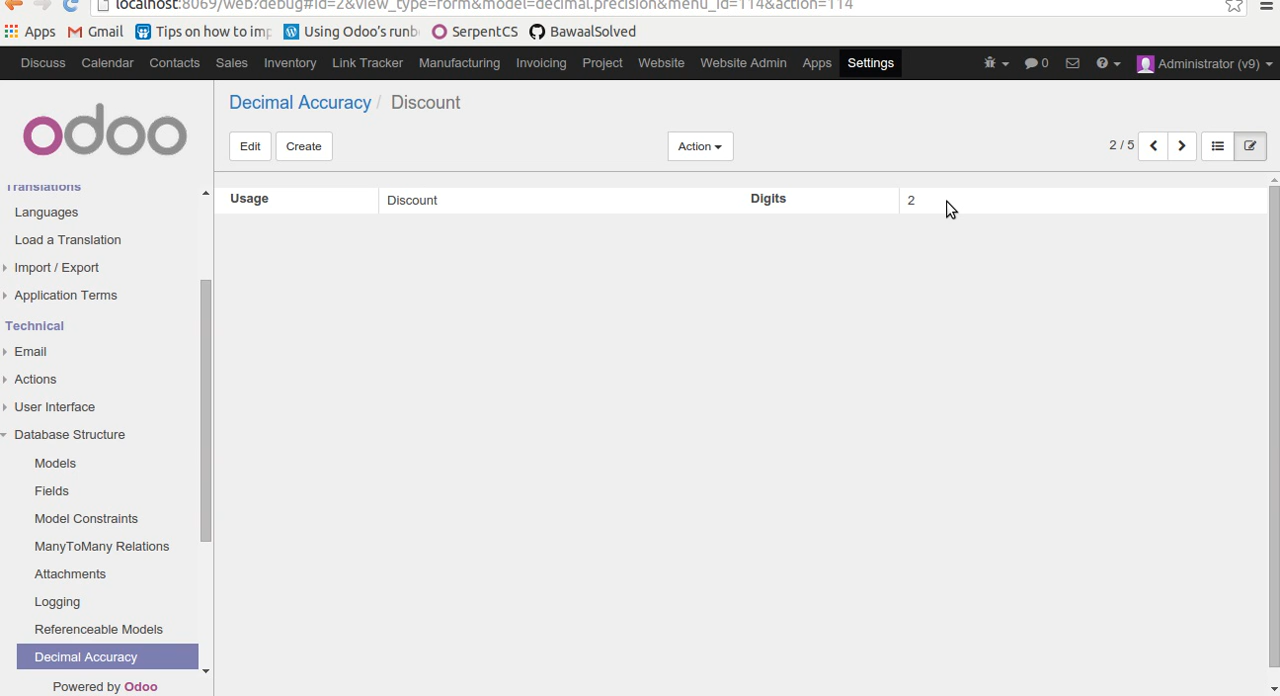 localhost:8069/web?debug#id=2&view_type=form&model=decimal.precision&menu_id=114&action=114
Apps Gmail Tips on how to imp Using Odoo's runb SerpentCS BawaalSolved
Discuss Calendar Contacts Sales Inventory Link Tracker Manufacturing Invoicing Project Website Website Admin Apps Settings 0 Administrator (v9)
odoo
Decimal Accuracy / Discount
Edit Create Action 2 / 5
Translations
Languages
Load a Translation
Import / Export
Application Terms
Technical
Email
Actions
User Interface
Database Structure
Models
Fields
Model Constraints
ManyToMany Relations
Attachments
Logging
Referenceable Models
Decimal Accuracy
Powered by Odoo
Usage Discount Digits 2